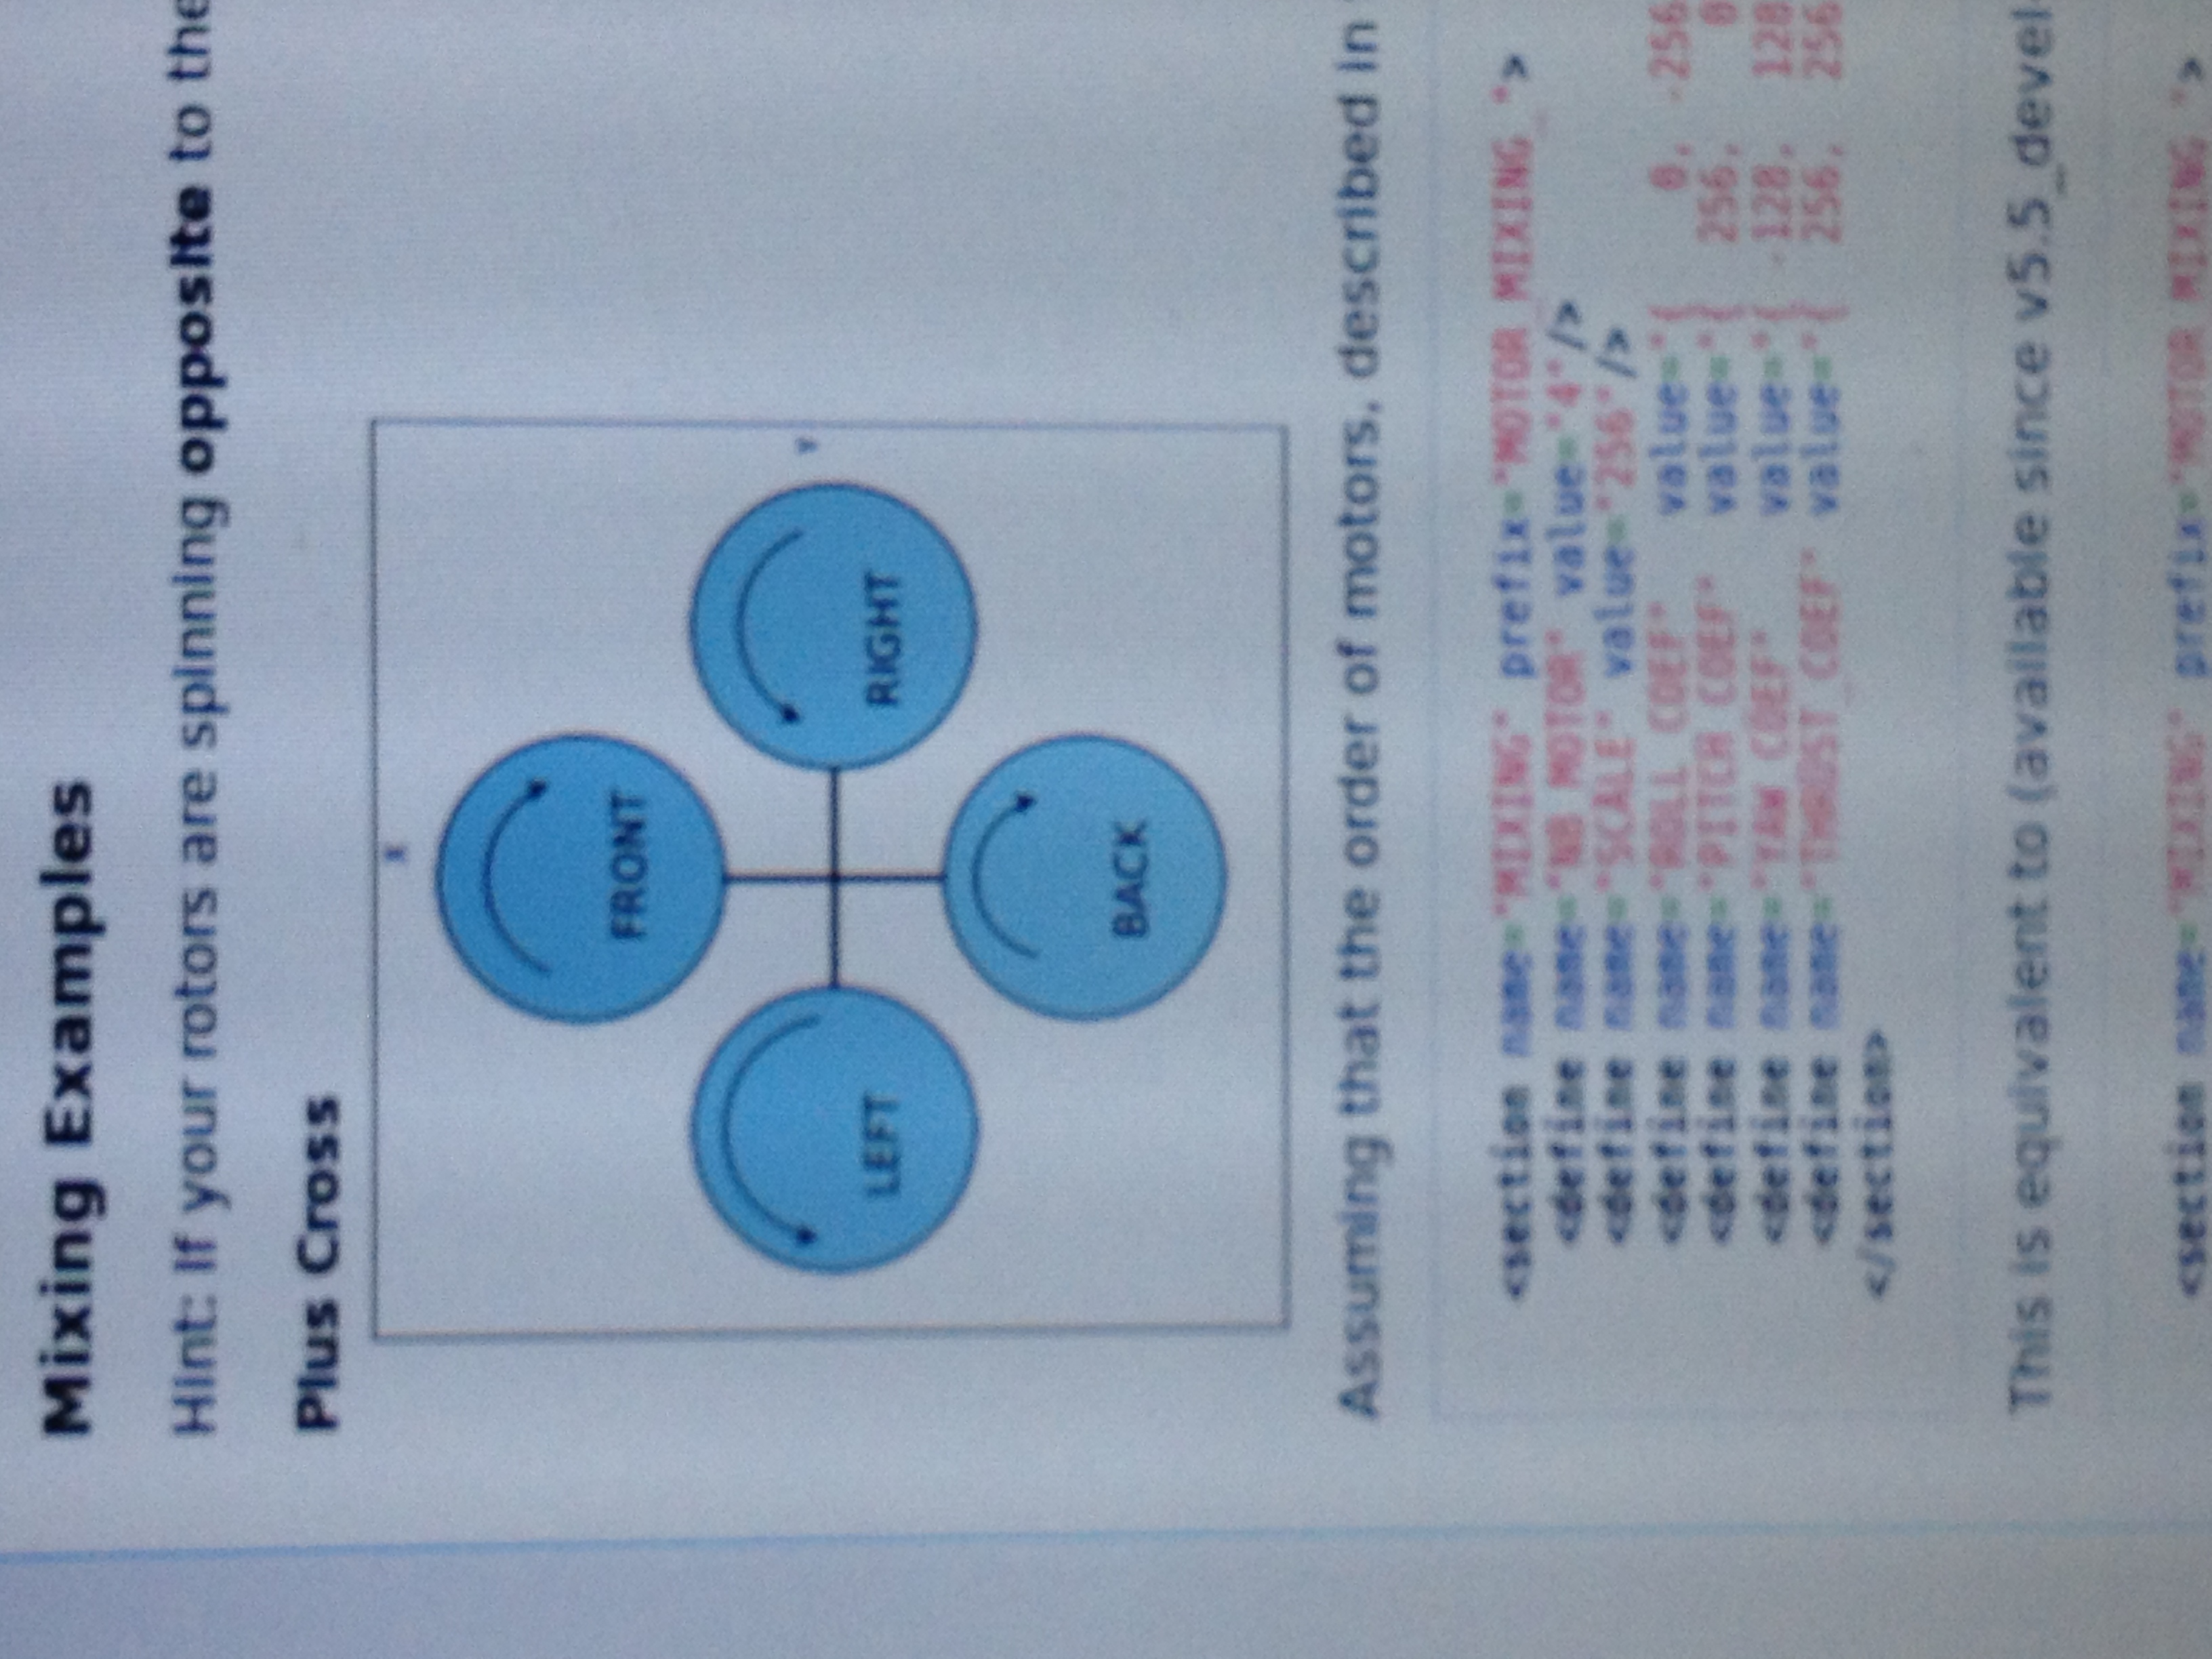 Mixing Examples
Hint: If your rotors are spinning opposite to the
Plus Cross
X
FRONT
LEFT
RIGHT
Y
BACK
Assuming that the order of motors, described in
<section name="MIXING" prefix="MOTOR_MIXING_">
<define name="NB_MOTOR" value="4"/>
<define name="SCALE" value="256"/>
<define name="ROLL_COEF" value="{ 0, -256
<define name="PITCH_COEF" value="{ 256, 0
<define name="YAW_COEF" value="{ -128, 128
<define name="THRUST_COEF" value="{ 256, 256
</section>
This is equivalent to (available since v5.5_devel-
<section name="MIXING" prefix="MOTOR_MIXING_">